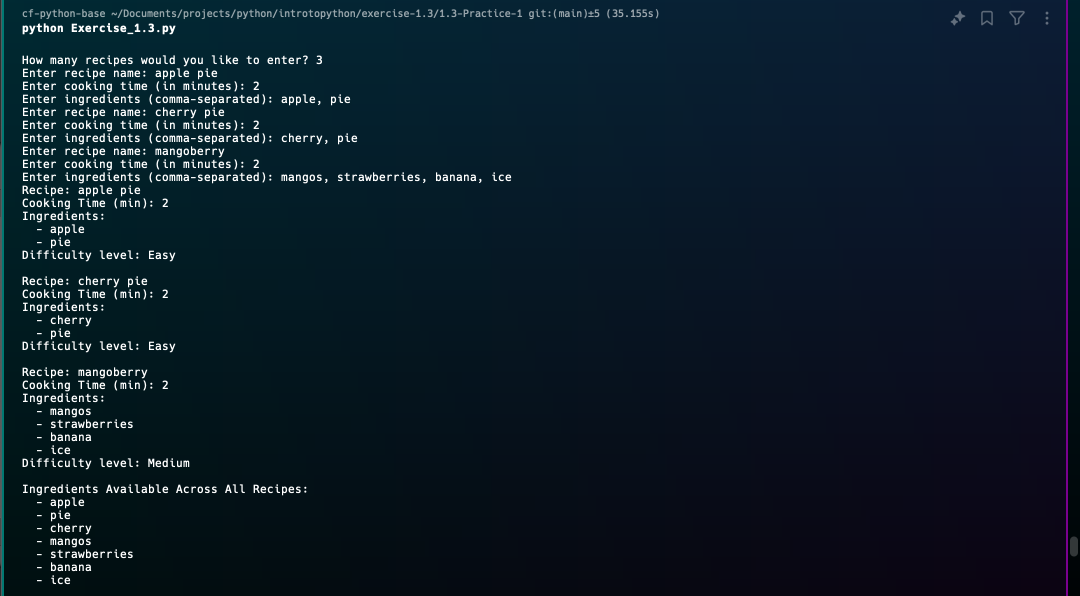 cf-python-base ~/Documents/projects/python/introtopython/exercise-1.3/1.3-Practice-1 git:(main)±5 (35.155s)
python Exercise_1.3.py
How many recipes would you like to enter? 3
Enter recipe name: apple pie
Enter cooking time (in minutes): 2
Enter ingredients (comma-separated): apple, pie
Enter recipe name: cherry pie
Enter cooking time (in minutes): 2
Enter ingredients (comma-separated): cherry, pie
Enter recipe name: mangoberry
Enter cooking time (in minutes): 2
Enter ingredients (comma-separated): mangos, strawberries, banana, ice
Recipe: apple pie
Cooking Time (min): 2
Ingredients:
  - apple
  - pie
Difficulty level: Easy
Recipe: cherry pie
Cooking Time (min): 2
Ingredients:
  - cherry
  - pie
Difficulty level: Easy
Recipe: mangoberry
Cooking Time (min): 2
Ingredients:
  - mangos
  - strawberries
  - banana
  - ice
Difficulty level: Medium
Ingredients Available Across All Recipes:
  - apple
  - pie
  - cherry
  - mangos
  - strawberries
  - banana
  - ice